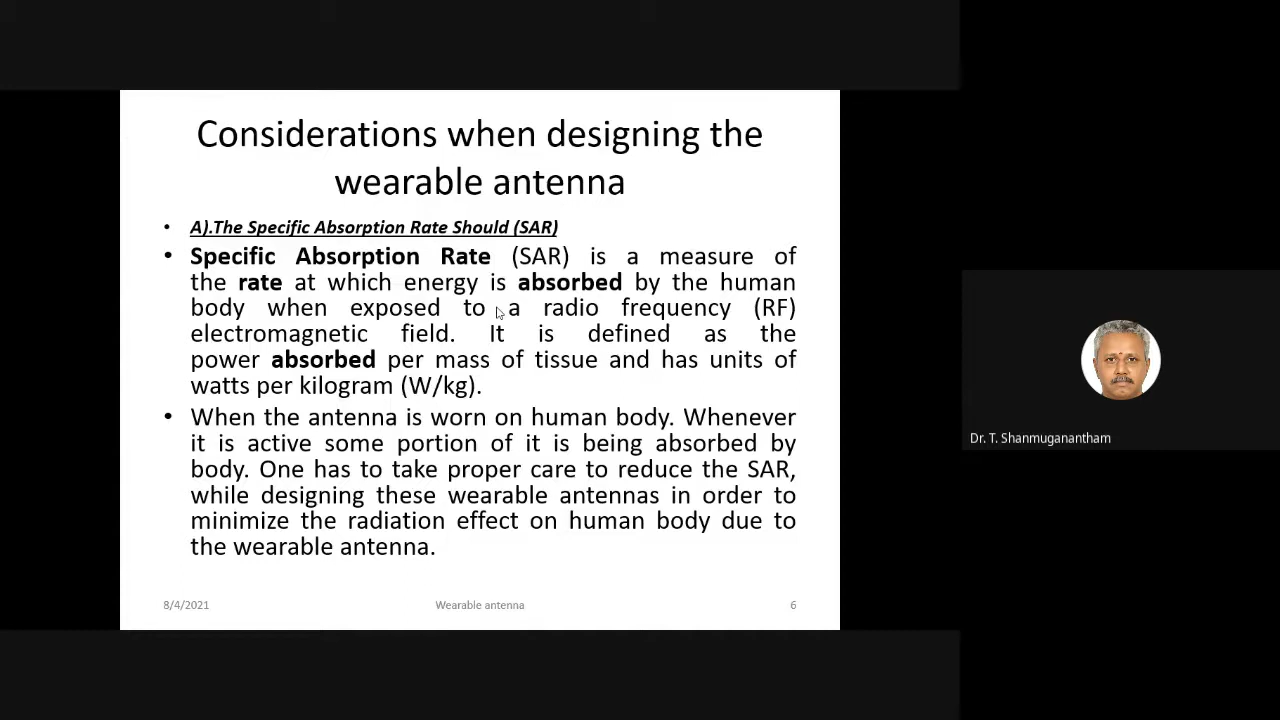 Considerations when designing the
wearable antenna
• A).The Specific Absorption Rate Should (SAR)
• Specific Absorption Rate (SAR) is a measure of
the rate at which energy is absorbed by the human
body when exposed to a radio frequency (RF)
electromagnetic field. It is defined as the
power absorbed per mass of tissue and has units of
watts per kilogram (W/kg).
• When the antenna is worn on human body. Whenever
it is active some portion of it is being absorbed by
body. One has to take proper care to reduce the SAR,
while designing these wearable antennas in order to
minimize the radiation effect on human body due to
the wearable antenna.
8/4/2021
Wearable antenna
6
Dr. T. Shanmuganantham